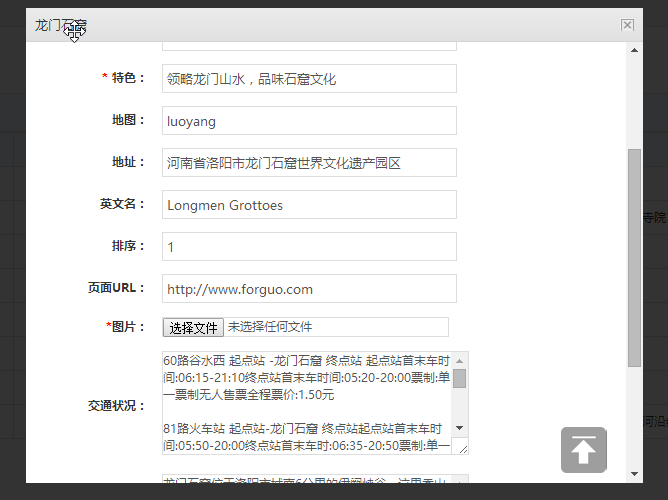 龙门石窟
* 特色： 领略龙门山水，品味石窟文化
地图： luoyang
地址： 河南省洛阳市龙门石窟世界文化遗产园区
英文名： Longmen Grottoes
排序： 1
页面URL： http://www.forguo.com
*图片： 选择文件 未选择任何文件
交通状况：
60路谷水西 起点站 -龙门石窟 终点站 起点站首末车时
间:06:15-21:10终点站首末车时间:05:20-20:00票制:单
一票制无人售票全程票价:1.50元
81路火车站 起点站-龙门石窟 终点站起点站首末车时
间:05:50-20:00终点站首末车时间:06:35-20:50票制:单一
寺院
河沿